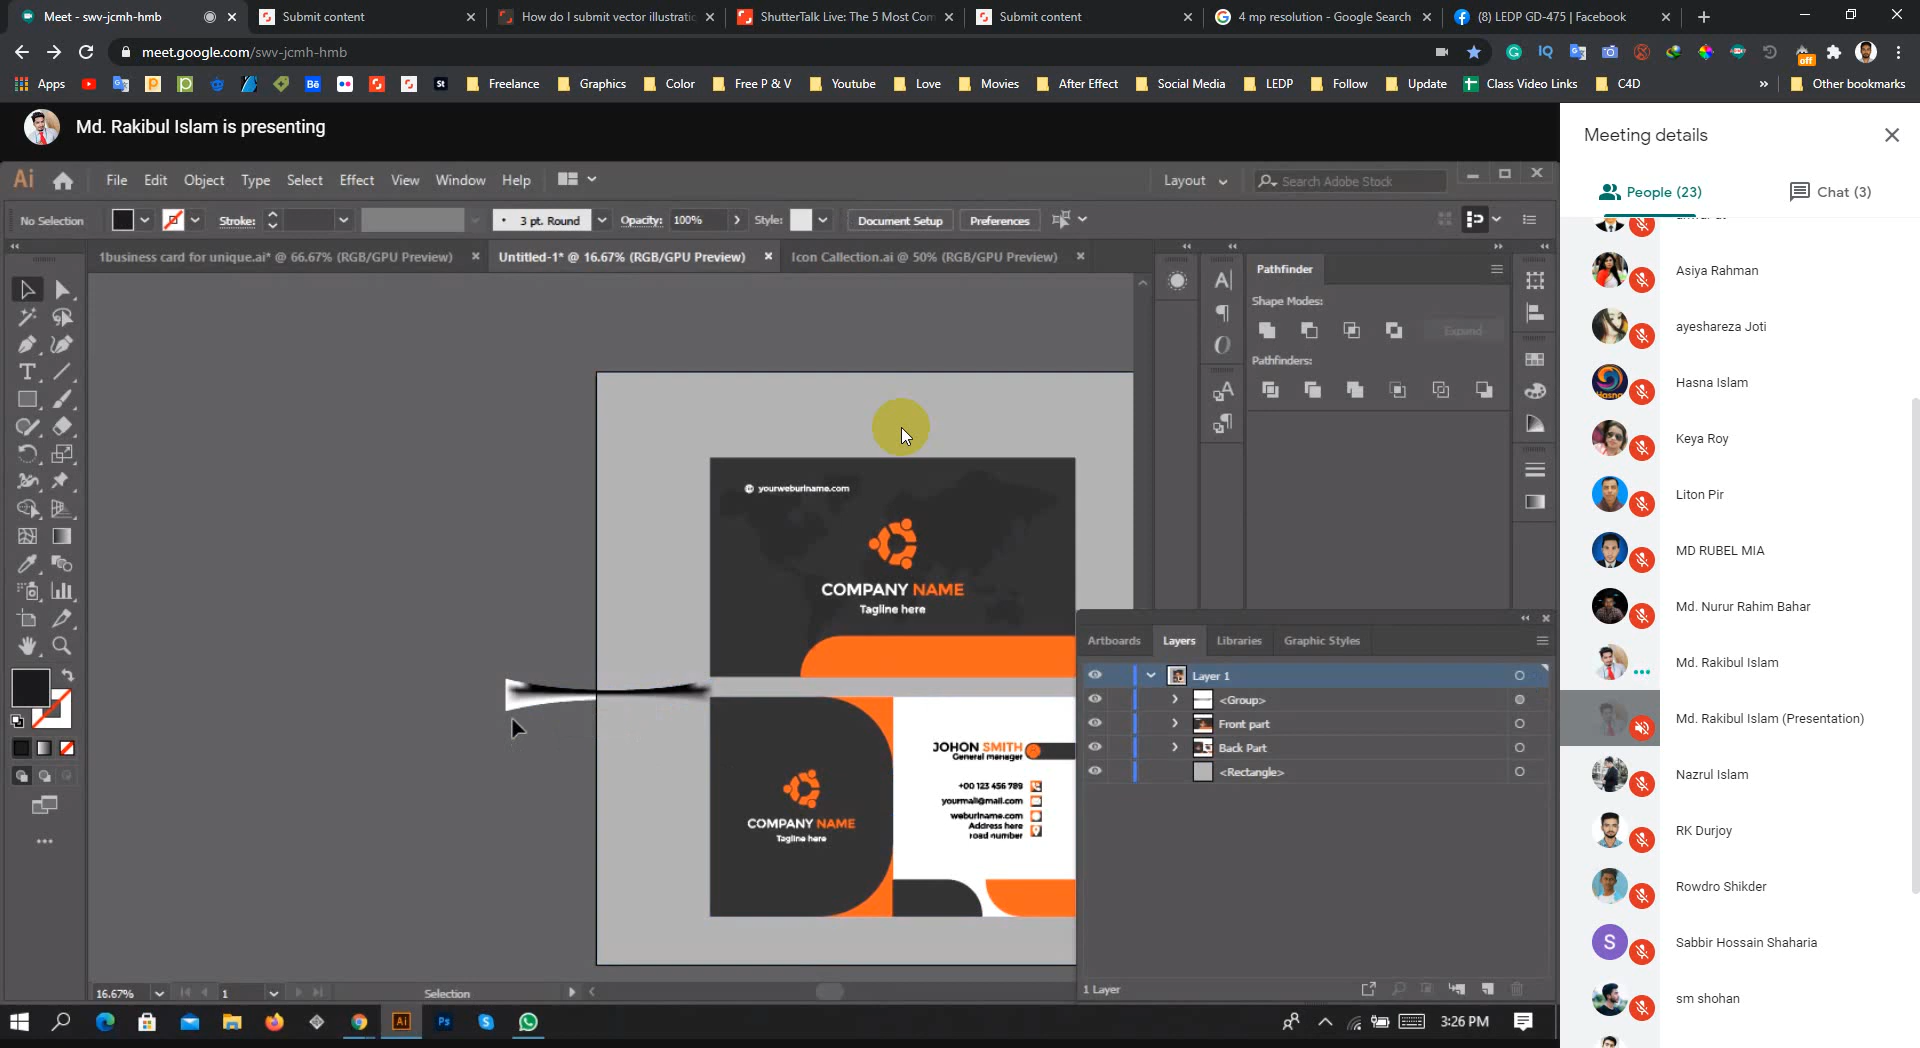 Meet - swv-jcmh-hmb
Submit content
How do I submit vector illustratio
ShutterTalk Live: The 5 Most Com
Submit content
4 mp resolution - Google Search
(8) LEDP GD-475 | Facebook
meet.google.com/swv-jcmh-hmb
Apps
Freelance
Graphics
Color
Free P & V
Youtube
Love
Movies
After Effect
Social Media
LEDP
Follow
Update
Class Video Links
C4D
Other bookmarks
Md. Rakibul Islam is presenting
Ai File Edit Object Type Select Effect View Window Help
Layout
Search Adobe Stock
No Selection
Stroke:
3 pt. Round
Opacity: 100%
Style:
Document Setup
Preferences
1business card for unique.ai* @ 66.67% (RGB/GPU Preview)
Untitled-1* @ 16.67% (RGB/GPU Preview)
Icon Collection.ai @ 50% (RGB/GPU Preview)
Pathfinder
Shape Modes:
Expand
Pathfinders:
yourweburlname.com
COMPANY NAME
Tagline here
COMPANY NAME
Tagline here
JOHON SMITH
General manager
+00 123 456 789
yourmail@mail.com
weburlname.com
Address here
road number
Artboards
Layers
Libraries
Graphic Styles
Layer 1
<Group>
Front part
Back Part
<Rectangle>
1 Layer
16.67%
1
Selection
3:26 PM
Meeting details
People (23)
Chat (3)
Asiya Rahman
ayeshareza Joti
Hasna Islam
Keya Roy
Liton Pir
MD RUBEL MIA
Md. Nurur Rahim Bahar
Md. Rakibul Islam
Md. Rakibul Islam (Presentation)
Nazrul Islam
RK Durjoy
Rowdro Shikder
S
Sabbir Hossain Shaharia
sm shohan